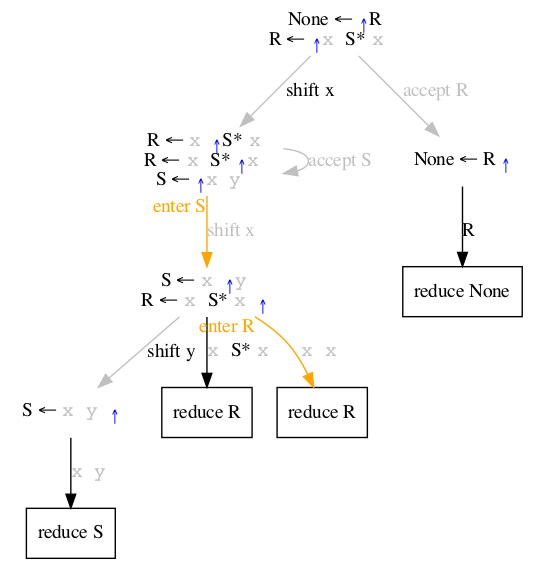 None ← ↑ R
R ← ↑ x S* x
shift x
accept R
R ← x ↑ S* x
R ← x S* ↑ x
S ← ↑ x y
accept S
None ← R ↑
enter S
shift x
R
S ← x ↑ y
R ← x S* x ↑
reduce None
enter R
shift y
x S* x
x x
S ← x y ↑
reduce R
reduce R
x y
reduce S